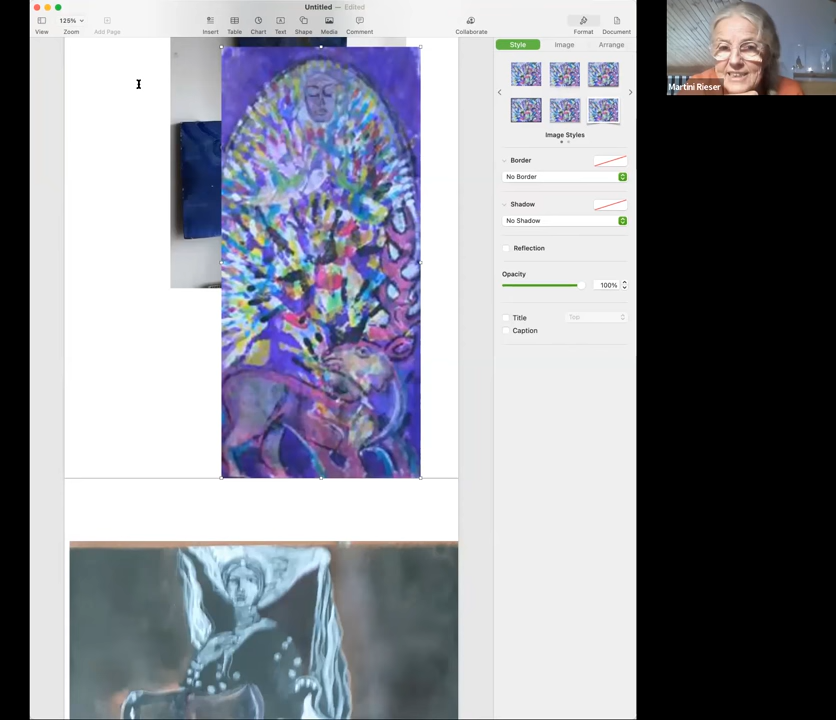 Untitled — Edited
125%
View Zoom Add Page Insert Table Chart Text Shape Media Comment Collaborate Format Document
Style Image Arrange
Image Styles
Border
No Border
Shadow
No Shadow
Reflection
Opacity
100%
Title Top
Caption
Martini Rieser